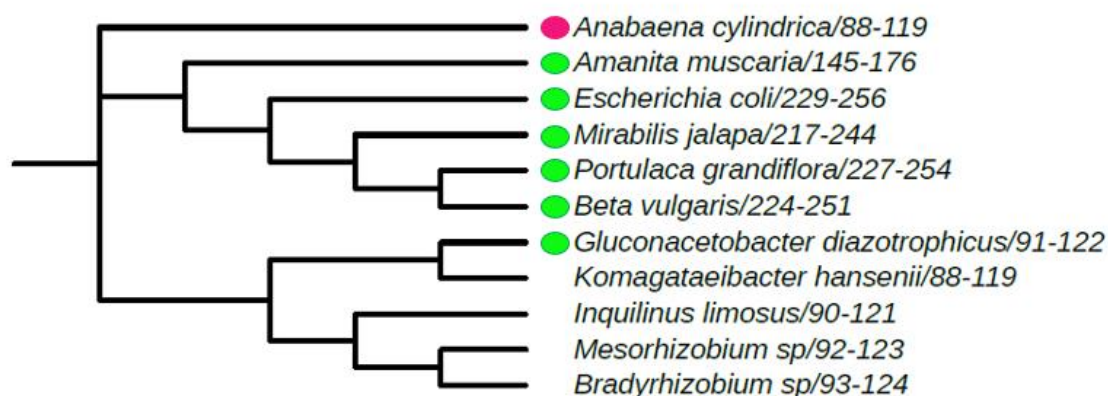 Anabaena cylindrica/88-119
Amanita muscaria/145-176
Escherichia coli/229-256
Mirabilis jalapa/217-244
Portulaca grandiflora/227-254
Beta vulgaris/224-251
Gluconacetobacter diazotrophicus/91-122
Komagataeibacter hansenii/88-119
Inquilinus limosus/90-121
Mesorhizobium sp/92-123
Bradyrhizobium sp/93-124